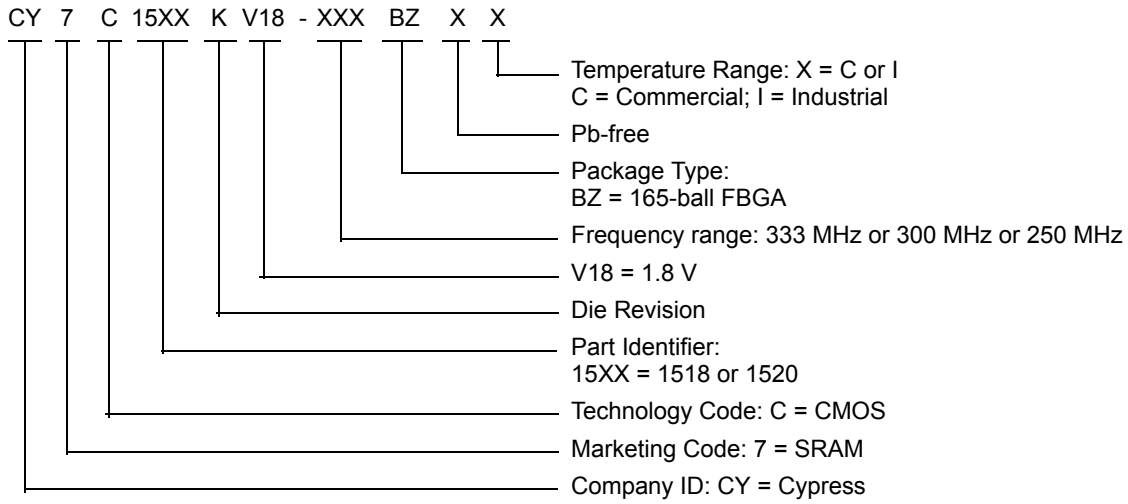 CY 7 C 15XX K V18 - XXX BZ X X
Temperature Range: X = C or I
C = Commercial; I = Industrial
Pb-free
Package Type:
BZ = 165-ball FBGA
Frequency range: 333 MHz or 300 MHz or 250 MHz
V18 = 1.8 V
Die Revision
Part Identifier:
15XX = 1518 or 1520
Technology Code: C = CMOS
Marketing Code: 7 = SRAM
Company ID: CY = Cypress